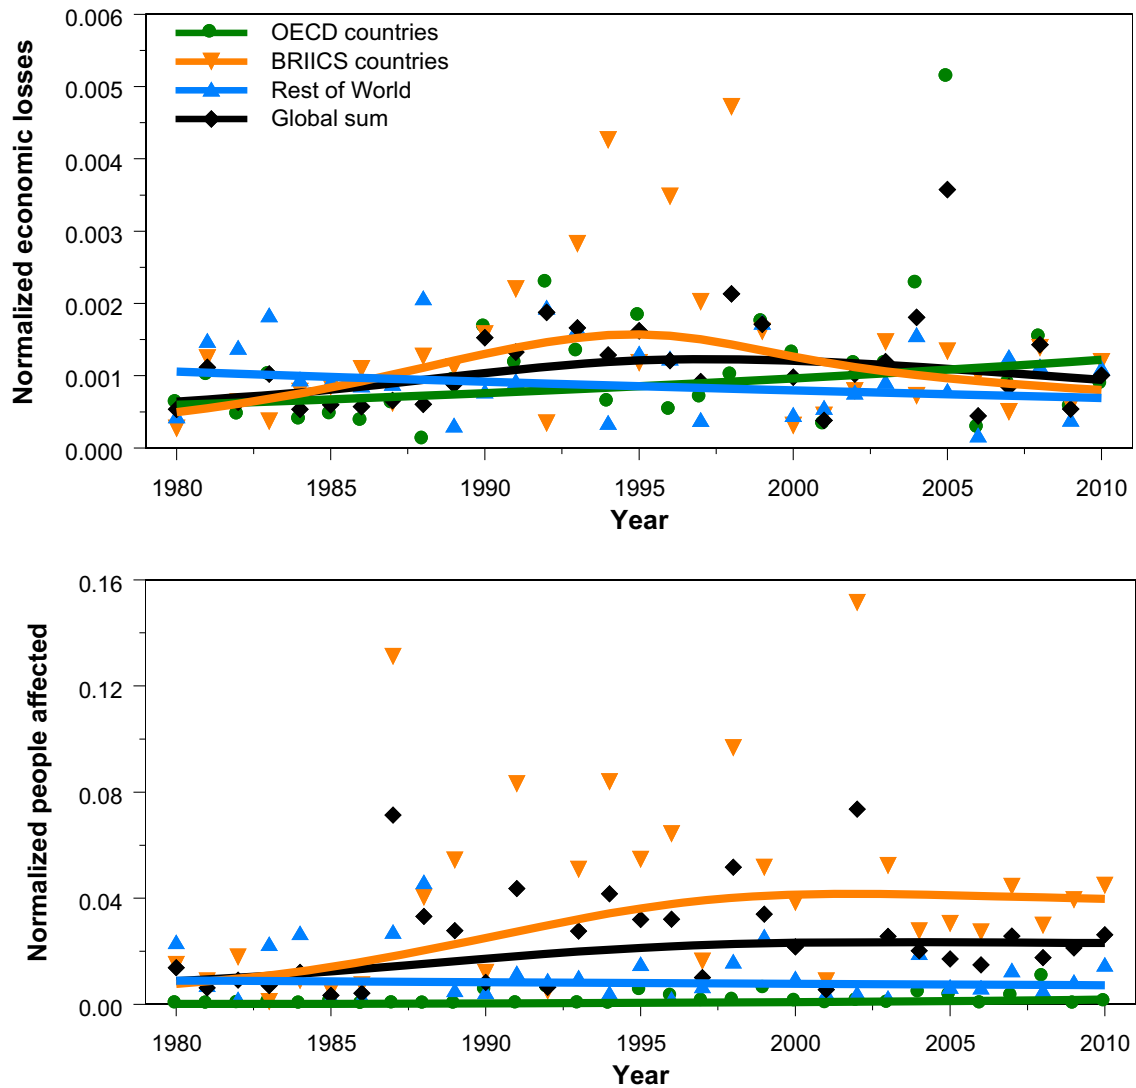 Normalized economic losses
0.006
0.005
0.004
0.003
0.002
0.001
0.000
OECD countries
BRIICS countries
Rest of World
Global sum
1980 1985 1990 1995 2000 2005 2010
Year
Normalized people affected
0.16
0.12
0.08
0.04
0.00
1980 1985 1990 1995 2000 2005 2010
Year